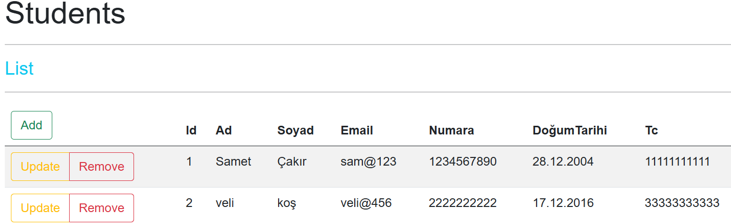 Students
List
Add Id Ad Soyad Email Numara DoğumTarihi Tc
Update Remove 1 Samet Çakır sam@123 1234567890 28.12.2004 11111111111
Update Remove 2 veli koş veli@456 2222222222 17.12.2016 33333333333